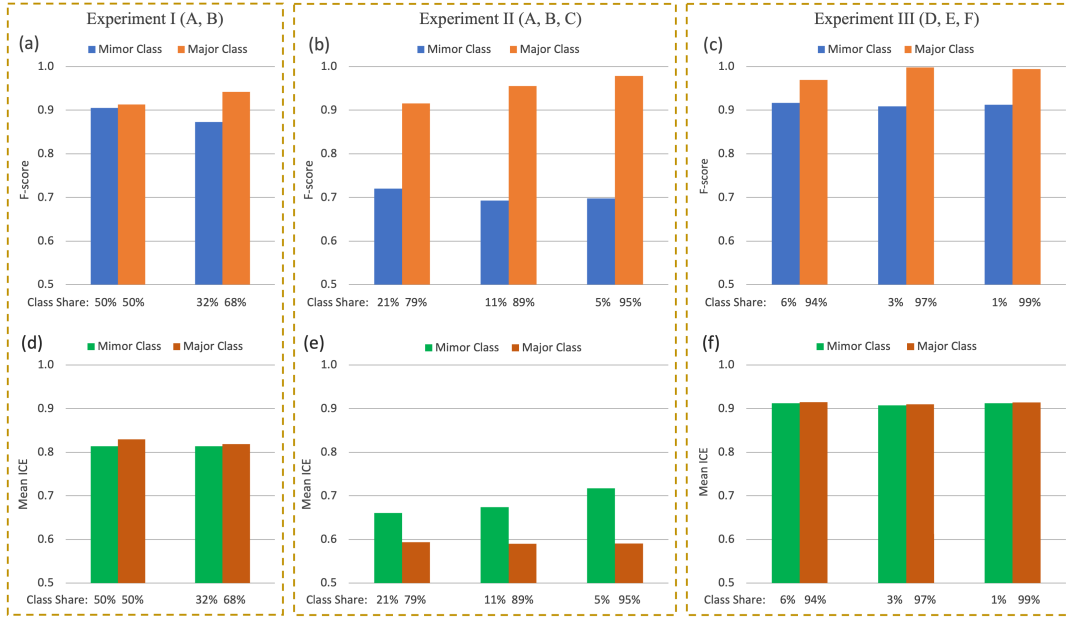 Experiment I (A, B)
(a)
Mimor Class Major Class
1.0
0.9
0.8
0.7
0.6
0.5
F-score
Class Share: 50% 50% 32% 68%
(d)
Mimor Class Major Class
1.0
0.9
0.8
0.7
0.6
0.5
Mean ICE
Class Share: 50% 50% 32% 68%
Experiment II (A, B, C)
(b)
Mimor Class Major Class
1.0
0.9
0.8
0.7
0.6
0.5
F-score
Class Share: 21% 79% 11% 89% 5% 95%
(e)
Mimor Class Major Class
1.0
0.9
0.8
0.7
0.6
0.5
Mean ICE
Class Share: 21% 79% 11% 89% 5% 95%
Experiment III (D, E, F)
(c)
Mimor Class Major Class
1.0
0.9
0.8
0.7
0.6
0.5
F-score
Class Share: 6% 94% 3% 97% 1% 99%
(f)
Mimor Class Major Class
1.0
0.9
0.8
0.7
0.6
0.5
Mean ICE
Class Share: 6% 94% 3% 97% 1% 99%